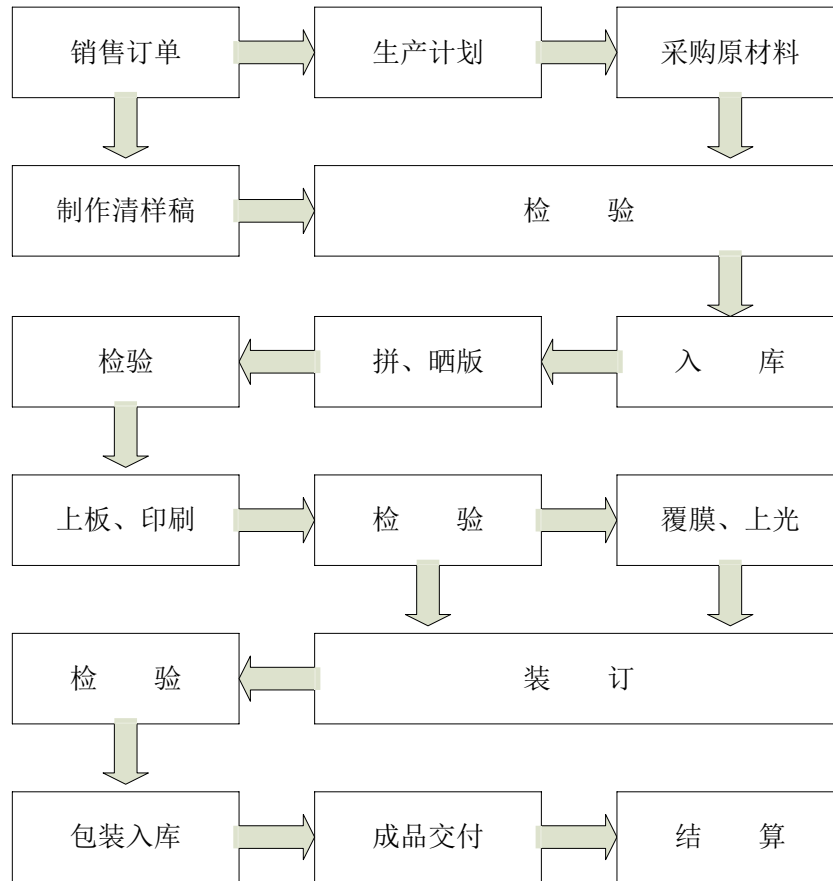 销售订单
生产计划
采购原材料
制作清样稿
检 验
检验
拼、晒版
入 库
上板、印刷
检 验
覆膜、上光
检 验
装 订
包装入库
成品交付
结 算